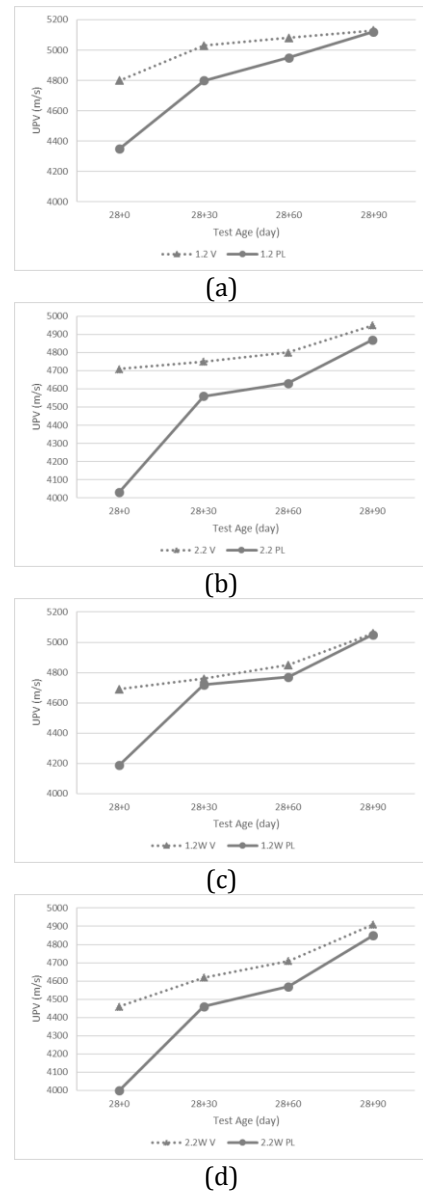 5200
5000
4800
4600
4400
4200
4000
UPV (m/s)
28+0 28+30 28+60 28+90
Test Age (day)
1.2 V 1.2 PL
(a)
5000
4900
4800
4700
4600
4500
4400
4300
4200
4100
4000
UPV (m/s)
28+0 28+30 28+60 28+90
Test Age (day)
2.2 V 2.2 PL
(b)
5200
5000
4800
4600
4400
4200
4000
UPV (m/s)
28+0 28+30 28+60 28+90
Test Age (day)
1.2W V 1.2W PL
(c)
5000
4900
4800
4700
4600
4500
4400
4300
4200
4100
4000
UPV (m/s)
28+0 28+30 28+60 28+90
Test Age (day)
2.2W V 2.2W PL
(d)